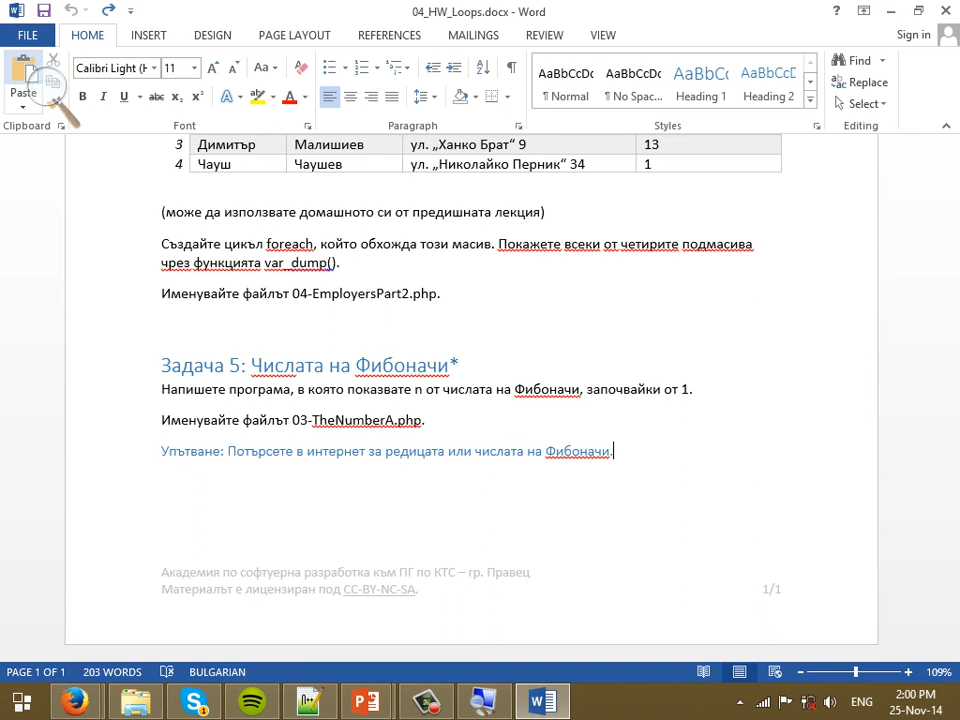 04_HW_Loops.docx - Word
FILE HOME INSERT DESIGN PAGE LAYOUT REFERENCES MAILINGS REVIEW VIEW Sign in
Paste
Calibri Light (H 11
AaBbCcDc AaBbCcDc AaBbCc AaBbCcD
¶ Normal ¶ No Spac... Heading 1 Heading 2
Find
Replace
Select
Clipboard Font Paragraph Styles Editing
3 Димитър Малишиев ул. „Ханко Брат“ 9 13
4 Чауш Чаушев ул. „Николайко Перник“ 34 1
(може да използвате домашното си от предишната лекция)
Създайте цикъл foreach, който обхожда този масив. Покажете всеки от четирите подмасива
чрез функцията var_dump().
Именувайте файлът 04-EmployersPart2.php.
Задача 5: Числата на Фибоначи*
Напишете програма, в която показвате n от числата на Фибоначи, започвайки от 1.
Именувайте файлът 03-TheNumberA.php.
Упътване: Потърсете в интернет за редицата или числата на Фибоначи.
Академия по софтуерна разработка към ПГ по КТС – гр. Правец
Материалът е лицензиран под CC-BY-NC-SA. 1/1
PAGE 1 OF 1 203 WORDS BULGARIAN 109%
ENG
2:00 PM
25-Nov-14